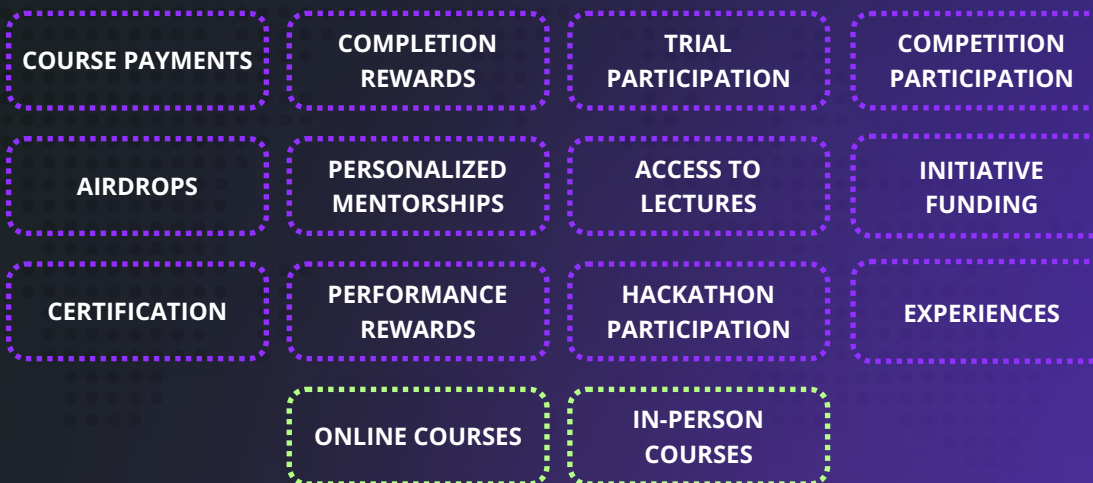 COURSE PAYMENTS
COMPLETION
REWARDS
TRIAL
PARTICIPATION
COMPETITION
PARTICIPATION
AIRDROPS
PERSONALIZED
MENTORSHIPS
ACCESS TO
LECTURES
INITIATIVE
FUNDING
CERTIFICATION
PERFORMANCE
REWARDS
HACKATHON
PARTICIPATION
EXPERIENCES
ONLINE COURSES
IN-PERSON
COURSES